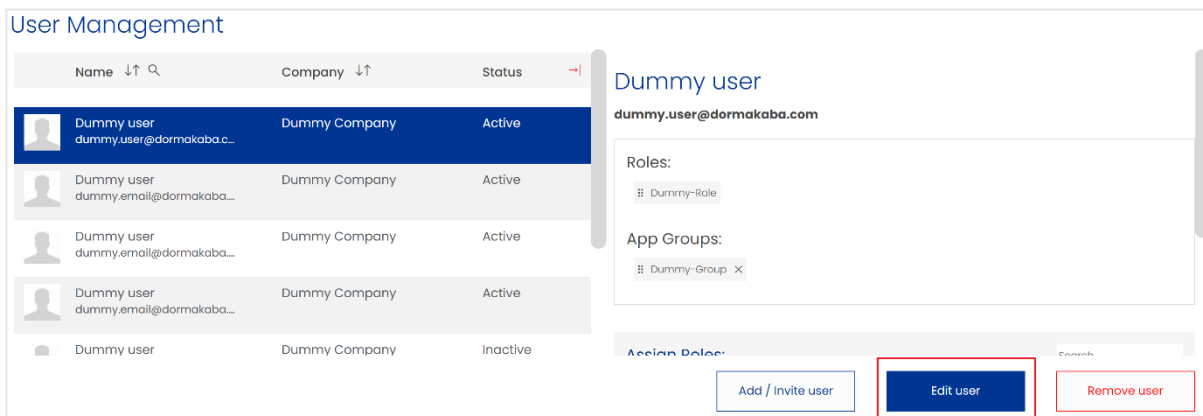 User Management
Name Company Status
Dummy user Dummy Company Active
dummy.user@dormakaba.c...
Dummy user Dummy Company Active
dummy.email@dormakaba....
Dummy user Dummy Company Active
dummy.email@dormakaba....
Dummy user Dummy Company Active
dummy.email@dormakaba....
Dummy user Dummy Company Inactive
Dummy user
dummy.user@dormakaba.com
Roles:
Dummy-Role
App Groups:
Dummy-Group
Assign Roles: Search
Add / Invite user Edit user Remove user